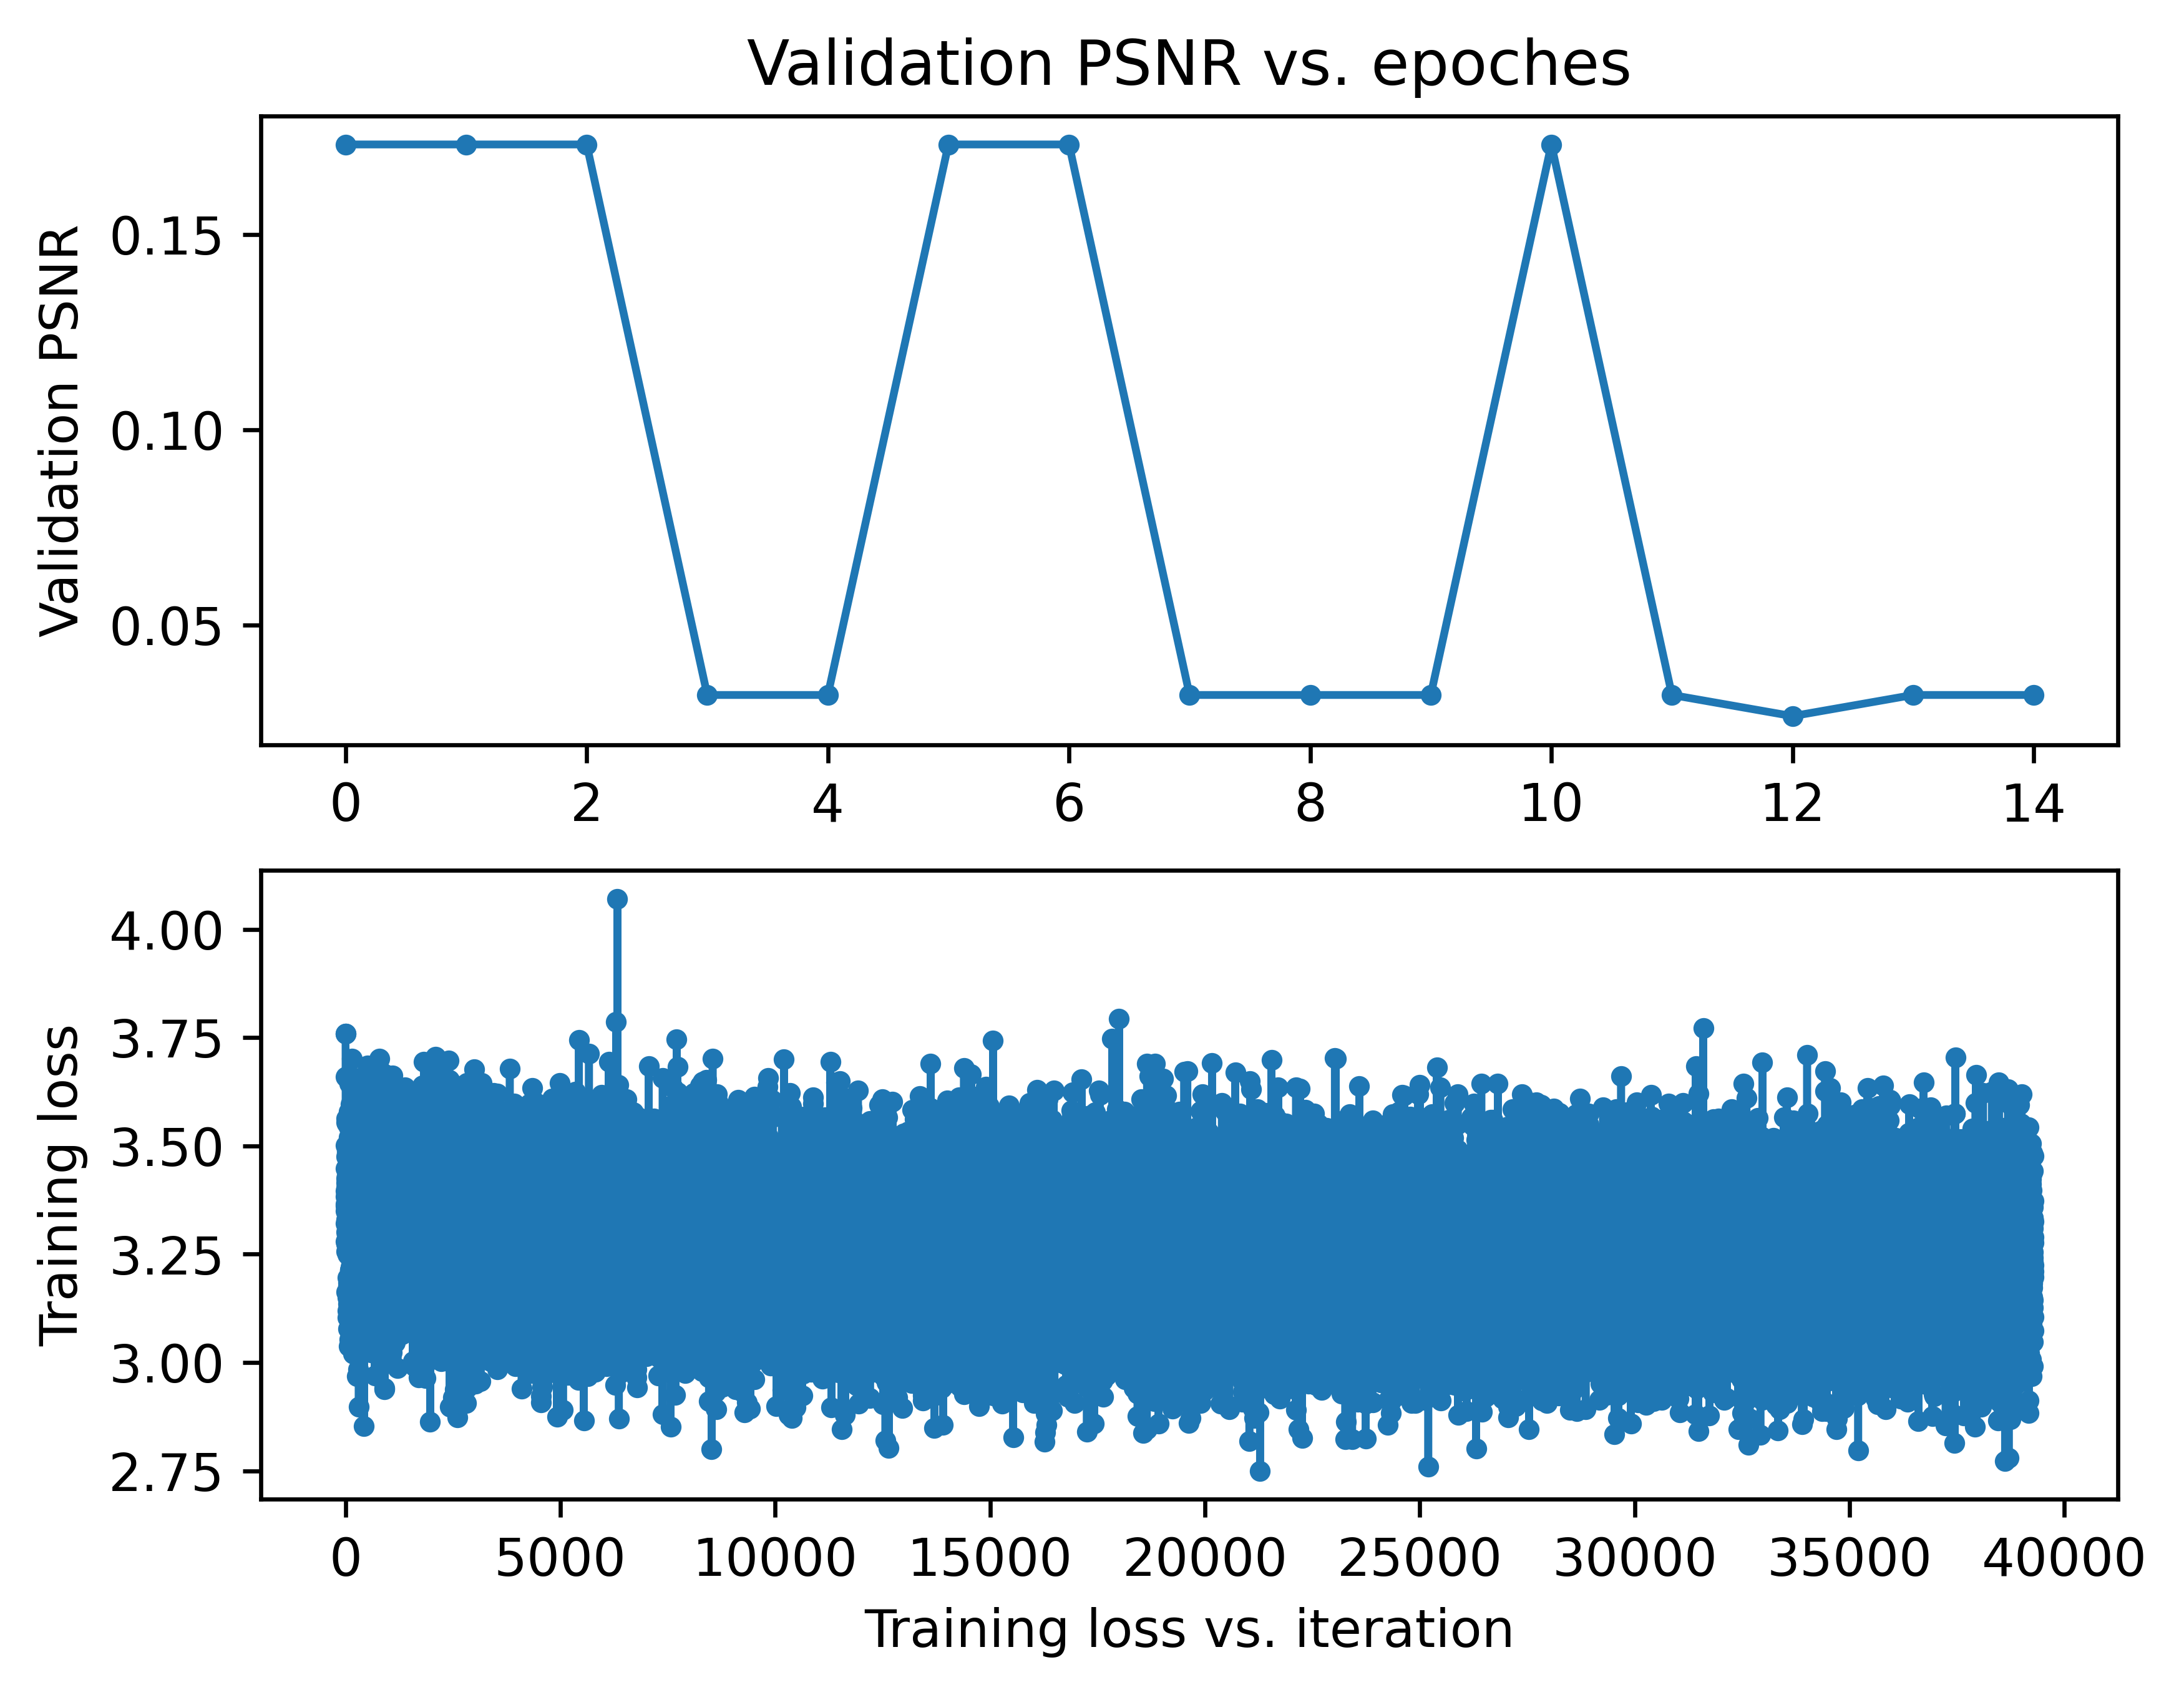 Validation PSNR vs. epoches
Validation PSNR
0.15
0.10
0.05
0 2 4 6 8 10 12 14
Training loss
4.00
3.75
3.50
3.25
3.00
2.75
0 5000 10000 15000 20000 25000 30000 35000 40000
Training loss vs. iteration